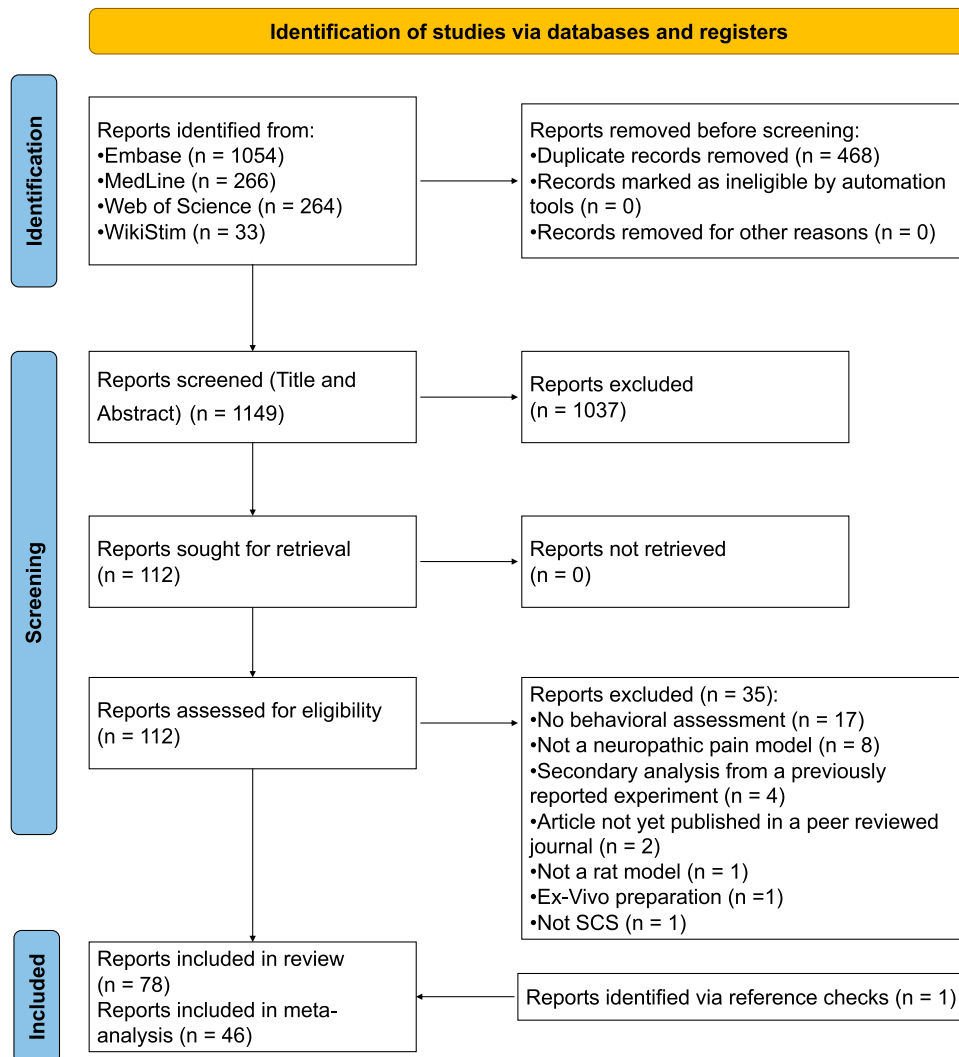 Identification of studies via databases and registers
Identification
Reports identified from:
•Embase (n = 1054)
•MedLine (n = 266)
•Web of Science (n = 264)
•WikiStim (n = 33)
Reports removed before screening:
•Duplicate records removed (n = 468)
•Records marked as ineligible by automation
tools (n = 0)
•Records removed for other reasons (n = 0)
Screening
Reports screened (Title and
Abstract) (n = 1149)
Reports excluded
(n = 1037)
Reports sought for retrieval
(n = 112)
Reports not retrieved
(n = 0)
Reports assessed for eligibility
(n = 112)
Reports excluded (n = 35):
•No behavioral assessment (n = 17)
•Not a neuropathic pain model (n = 8)
•Secondary analysis from a previously
reported experiment (n = 4)
•Article not yet published in a peer reviewed
journal (n = 2)
•Not a rat model (n = 1)
•Ex-Vivo preparation (n =1)
•Not SCS (n = 1)
Included
Reports included in review
(n = 78)
Reports included in meta-
analysis (n = 46)
Reports identified via reference checks (n = 1)